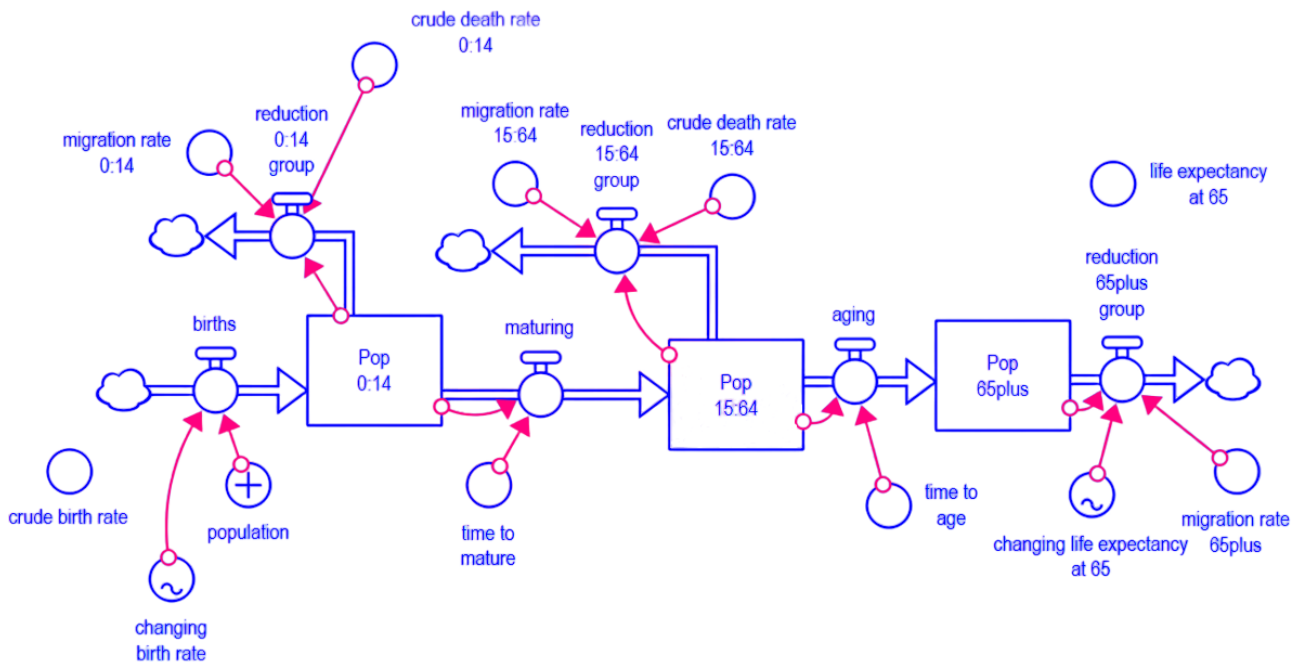 crude death rate
0:14
migration rate
0:14
reduction
0:14
group
migration rate
15:64
reduction
15:64
group
crude death rate
15:64
life expectancy
at 65
reduction
65plus
group
births
Pop
0:14
maturing
Pop
15:64
aging
Pop
65plus
crude birth rate
population
time to
mature
time to
age
changing life expectancy
at 65
migration rate
65plus
changing
birth rate